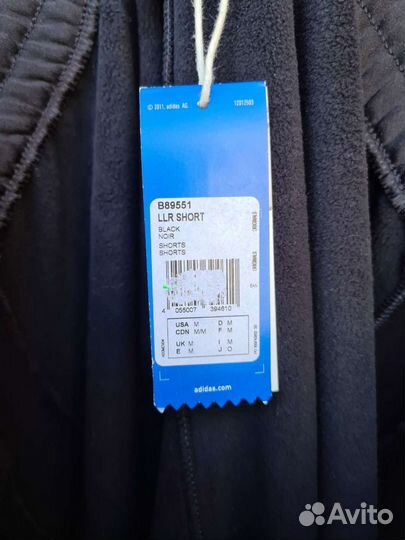 © 2011, adidas AG. 12012503
B89551
LLR SHORT
BLACK
NOIR
SHORTS
SHORTS
4 055007 394610
USA M D M
CDN M/M F M
UK M I M
E M J O
adidas.com
Avito